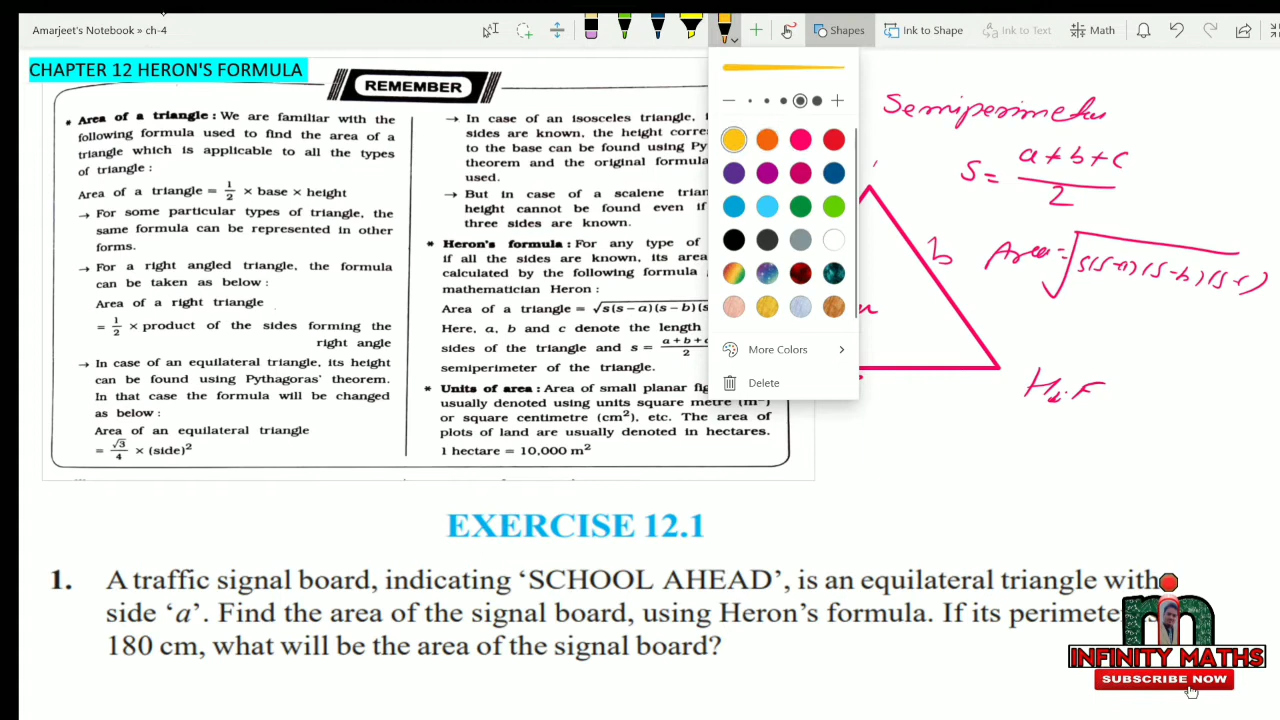 Amarjeet's Notebook » ch-4
Shapes
Ink to Shape
Ink to Text
Math
CHAPTER 12 HERON'S FORMULA
REMEMBER
* Area of a triangle : We are familiar with the
following formula used to find the area of a
triangle which is applicable to all the types
of triangle :
Area of a triangle = 1/2 × base × height
→ For some particular types of triangle, the
same formula can be represented in other
forms.
→ For a right angled triangle, the formula
can be taken as below :
Area of a right triangle
= 1/2 × product of the sides forming the
right angle
→ In case of an equilateral triangle, its height
can be found using Pythagoras' theorem.
In that case the formula will be changed
as below :
Area of an equilateral triangle
= √3/4 × (side)²
→ In case of an isosceles triangle,
sides are known, the height corre
to the base can be found using Py
theorem and the original formula
used.
→ But in case of a scalene trian
height cannot be found even if
three sides are known.
* Heron's formula : For any type of
if all the sides are known, its area
calculated by the following formula
mathematician Heron :
Area of a triangle = √s(s – a)(s – b)(s
Here, a, b and c denote the length
sides of the triangle and s = a + b + c/2
semiperimeter of the triangle.
* Units of area : Area of small planar fig
usually denoted using units square metre (m²)
or square centimetre (cm²), etc. The area of
plots of land are usually denoted in hectares.
1 hectare = 10,000 m²
More Colors
Delete
Semiperimeter
S = a+b+c/2
b
Area = √s(s-a)(s-b)(s-c)
H.F
EXERCISE 12.1
1. A traffic signal board, indicating ‘SCHOOL AHEAD’, is an equilateral triangle with
side ‘a’. Find the area of the signal board, using Heron’s formula. If its perimeter
180 cm, what will be the area of the signal board?
INFINITY MATHS
SUBSCRIBE NOW